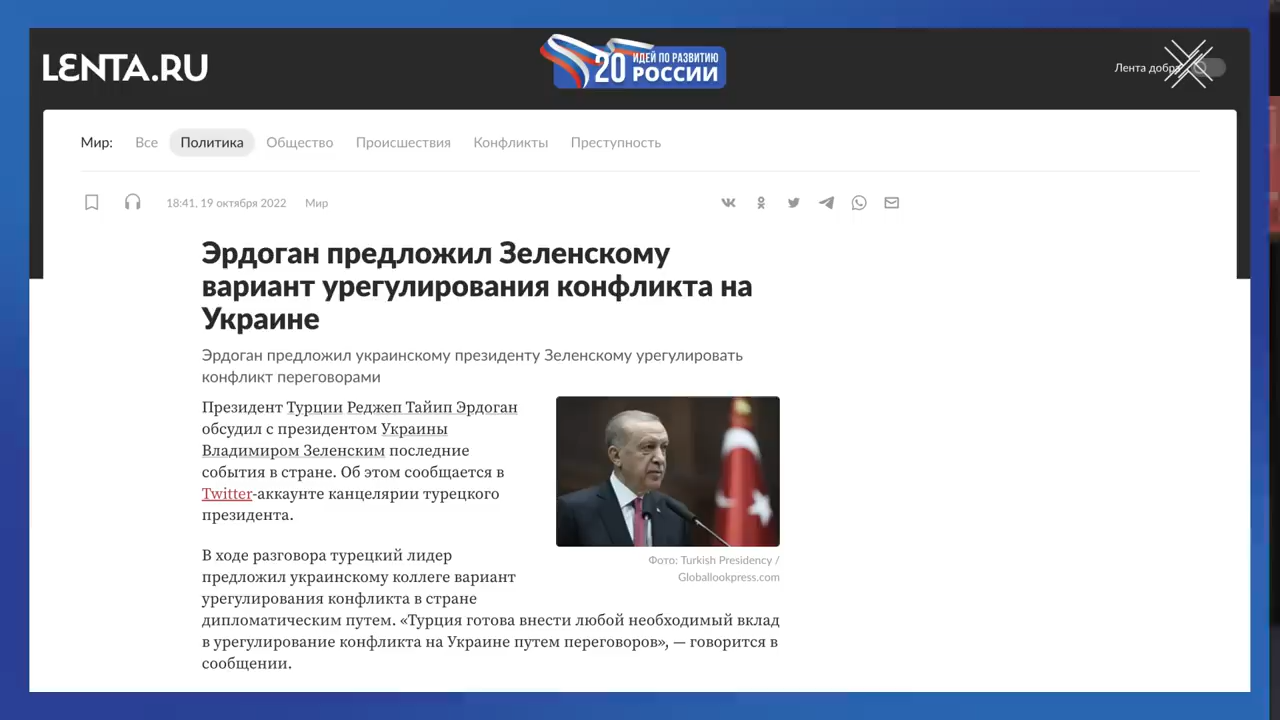 LENTA.RU
20 ИДЕЙ ПО РАЗВИТИЮ
РОССИИ
Лента добра
Мир: Все Политика Общество Происшествия Конфликты Преступность
18:41, 19 октября 2022 Мир
Эрдоган предложил Зеленскому
вариант урегулирования конфликта на
Украине
Эрдоган предложил украинскому президенту Зеленскому урегулировать
конфликт переговорами
Президент Турции Реджеп Тайип Эрдоган
обсудил с президентом Украины
Владимиром Зеленским последние
события в стране. Об этом сообщается в
Twitter-аккаунте канцелярии турецкого
президента.
Фото: Turkish Presidency /
Globallookpress.com
В ходе разговора турецкий лидер
предложил украинскому коллеге вариант
урегулирования конфликта в стране
дипломатическим путем. «Турция готова внести любой необходимый вклад
в урегулирование конфликта на Украине путем переговоров», — говорится в
сообщении.